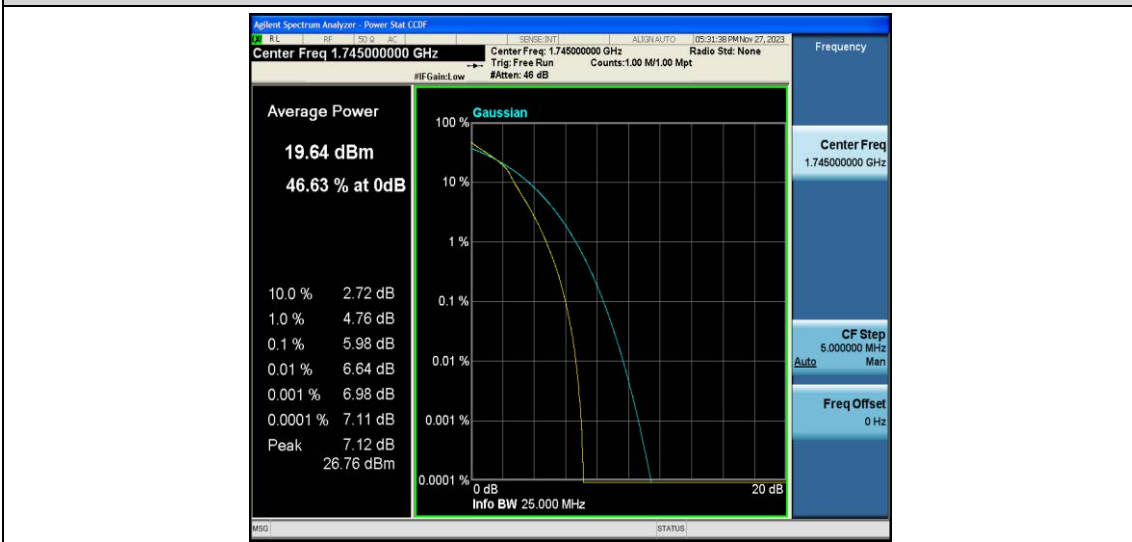 Agilent Spectrum Analyzer - Power Stat CCDF
RL RF 50 Ω AC SENSE:INT ALIGN AUTO 05:31:38 PM Nov 27, 2023
Center Freq 1.745000000 GHz
Center Freq: 1.745000000 GHz Radio Std: None
Trig: Free Run Counts:1.00 M/1.00 Mpt
#IFGain:Low #Atten: 46 dB
Frequency
Average Power
19.64 dBm
46.63 % at 0dB
10.0 % 2.72 dB
1.0 % 4.76 dB
0.1 % 5.98 dB
0.01 % 6.64 dB
0.001 % 6.98 dB
0.0001 % 7.11 dB
Peak 7.12 dB
26.76 dBm
Gaussian
100 %
10 %
1 %
0.1 %
0.01 %
0.001 %
0.0001 %
0 dB 20 dB
Info BW 25.000 MHz
Center Freq
1.745000000 GHz
CF Step
5.000000 MHz
Auto Man
Freq Offset
0 Hz
MSG STATUS